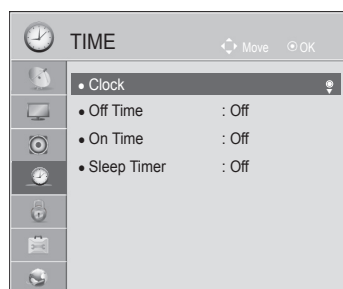 TIME Move OK
• Clock
• Off Time : Off
• On Time : Off
• Sleep Timer : Off